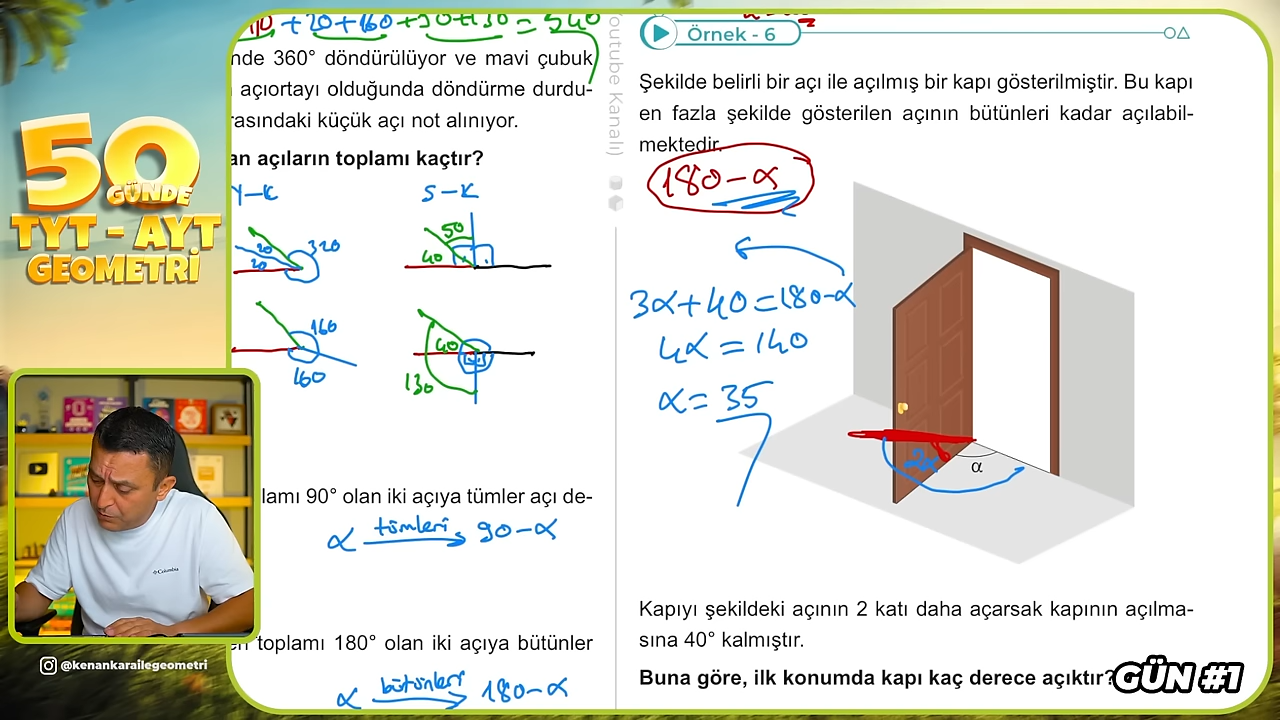 +20+160+50+130=540
nde 360° döndürülüyor ve mavi çubuk
açıortayı olduğunda döndürme durdu-
rasındaki küçük açı not alınıyor.
an açıların toplamı kaçtır?
Y-K
S-K
20
20
320
50
40
160
160
40
130
lamı 90° olan iki açıya tümler açı de-
α tümleri 90-α
toplamı 180° olan iki açıya bütünler
α bütünleri 180-α
outube Kanalı)
Örnek - 6
Şekilde belirli bir açı ile açılmış bir kapı gösterilmiştir. Bu kapı
en fazla şekilde gösterilen açının bütünleri kadar açılabil-
mektedir.
180-α
3α+40=180-α
4α=140
α=35
2α
α
Kapıyı şekildeki açının 2 katı daha açarsak kapının açılma-
sına 40° kalmıştır.
Buna göre, ilk konumda kapı kaç derece açıktır?
50
GÜNDE
TYT - AYT
GEOMETRİ
Columbia
@kenankarailegeometri
GÜN #1